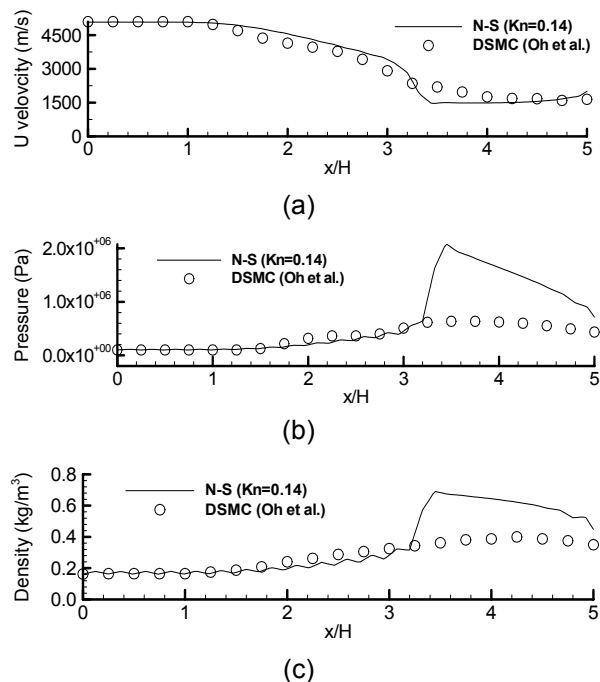 4500
3000
1500
0
U velovcity (m/s)
N-S (Kn=0.14)
DSMC (Oh et al.)
0 1 2 3 4 5
x/H
(a)
2.0x10+06
1.0x10+06
0.0x10+00
Pressure (Pa)
N-S (Kn=0.14)
DSMC (Oh et al.)
0 1 2 3 4 5
x/H
(b)
0.8
0.6
0.4
0.2
0.0
Density (kg/m3)
N-S (Kn=0.14)
DSMC (Oh et al.)
0 1 2 3 4 5
x/H
(c)